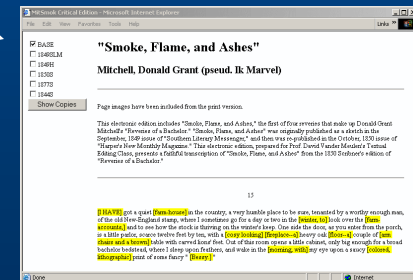 MitSmok Critical Edition - Microsoft Internet Explorer
File Edit View Favorites Tools Help
Links »
BASE
1849SLM
1849H
1850S
1877S
1884S
Show Copies
"Smoke, Flame, and Ashes"
Mitchell, Donald Grant (pseud. Ik Marvel)
Page images have been included from the print version.
This electronic edition includes "Smoke, Flame, and Ashes," the first of four reveries that make up Donald Grant
Mitchell's "Reveries of a Bachelor." "Smoke, Flame, and Ashes" was originally published as a sketch in the
September, 1849 issue of "Southern Literary Messenger," and then was re-published in the October, 1850 issue of
"Harper's New Monthly Magazine." This electronic edition, prepared for Prof. David Vander Meulen's Textual
Editing Class, presents a faithful transcription of "Smoke, Flame, and Ashes" from the 1850 Scribner's edition of
"Reveries of a Bachelor."
15
[I HAVE] got a quiet [farm-house] in the country, a very humble place to be sure, tenanted by a worthy enough man,
of the old New-England stamp, where I sometimes go for a day or two in the [winter, to] look over the [farm-
accounts,] and to see how the stock is thriving on the winter's keep. One side the door, as you enter from the porch,
is a little parlor, scarce twelve feet by ten, with a [cosy looking] [fireplace--a] heavy oak [floor--a] couple of [arm
chairs and a brown] table with carved lions' feet. Out of this room opens a little cabinet, only big enough for a broad
bachelor bedstead, where I sleep upon feathers, and wake in the [morning, with] my eye upon a saucy [colored,
lithographic] print of some fancy " [Bessy."
Done
Internet